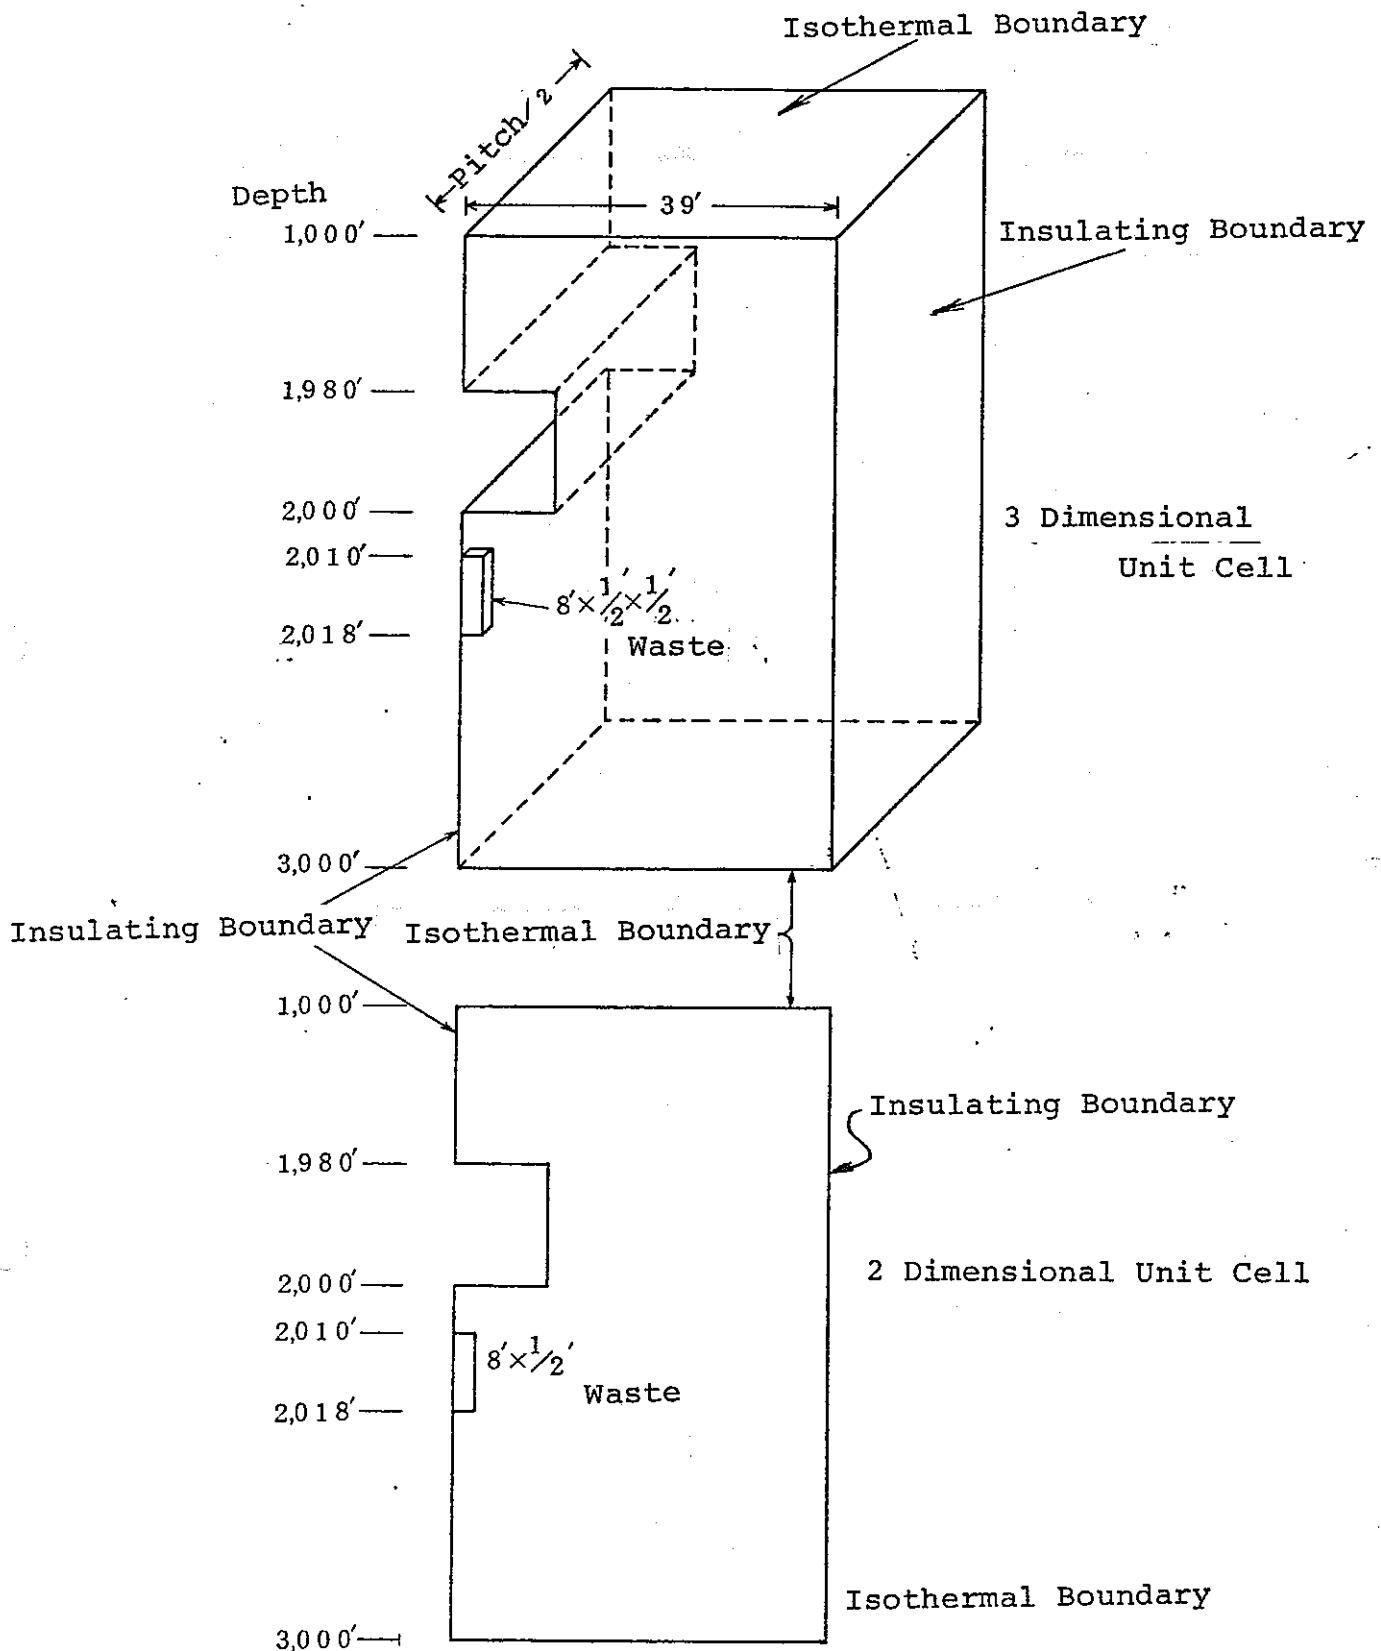 Isothermal Boundary
Pitch/2
Depth
39′
1,000′
Insulating Boundary
1,980′
2,000′
3 Dimensional
2,010′
Unit Cell
8′×1/2′×1/2′
2,018′
Waste
3,000′
Insulating Boundary
Isothermal Boundary
1,000′
Insulating Boundary
1,980′
2 Dimensional Unit Cell
2,000′
2,010′
8′×1/2′
Waste
2,018′
Isothermal Boundary
3,000′